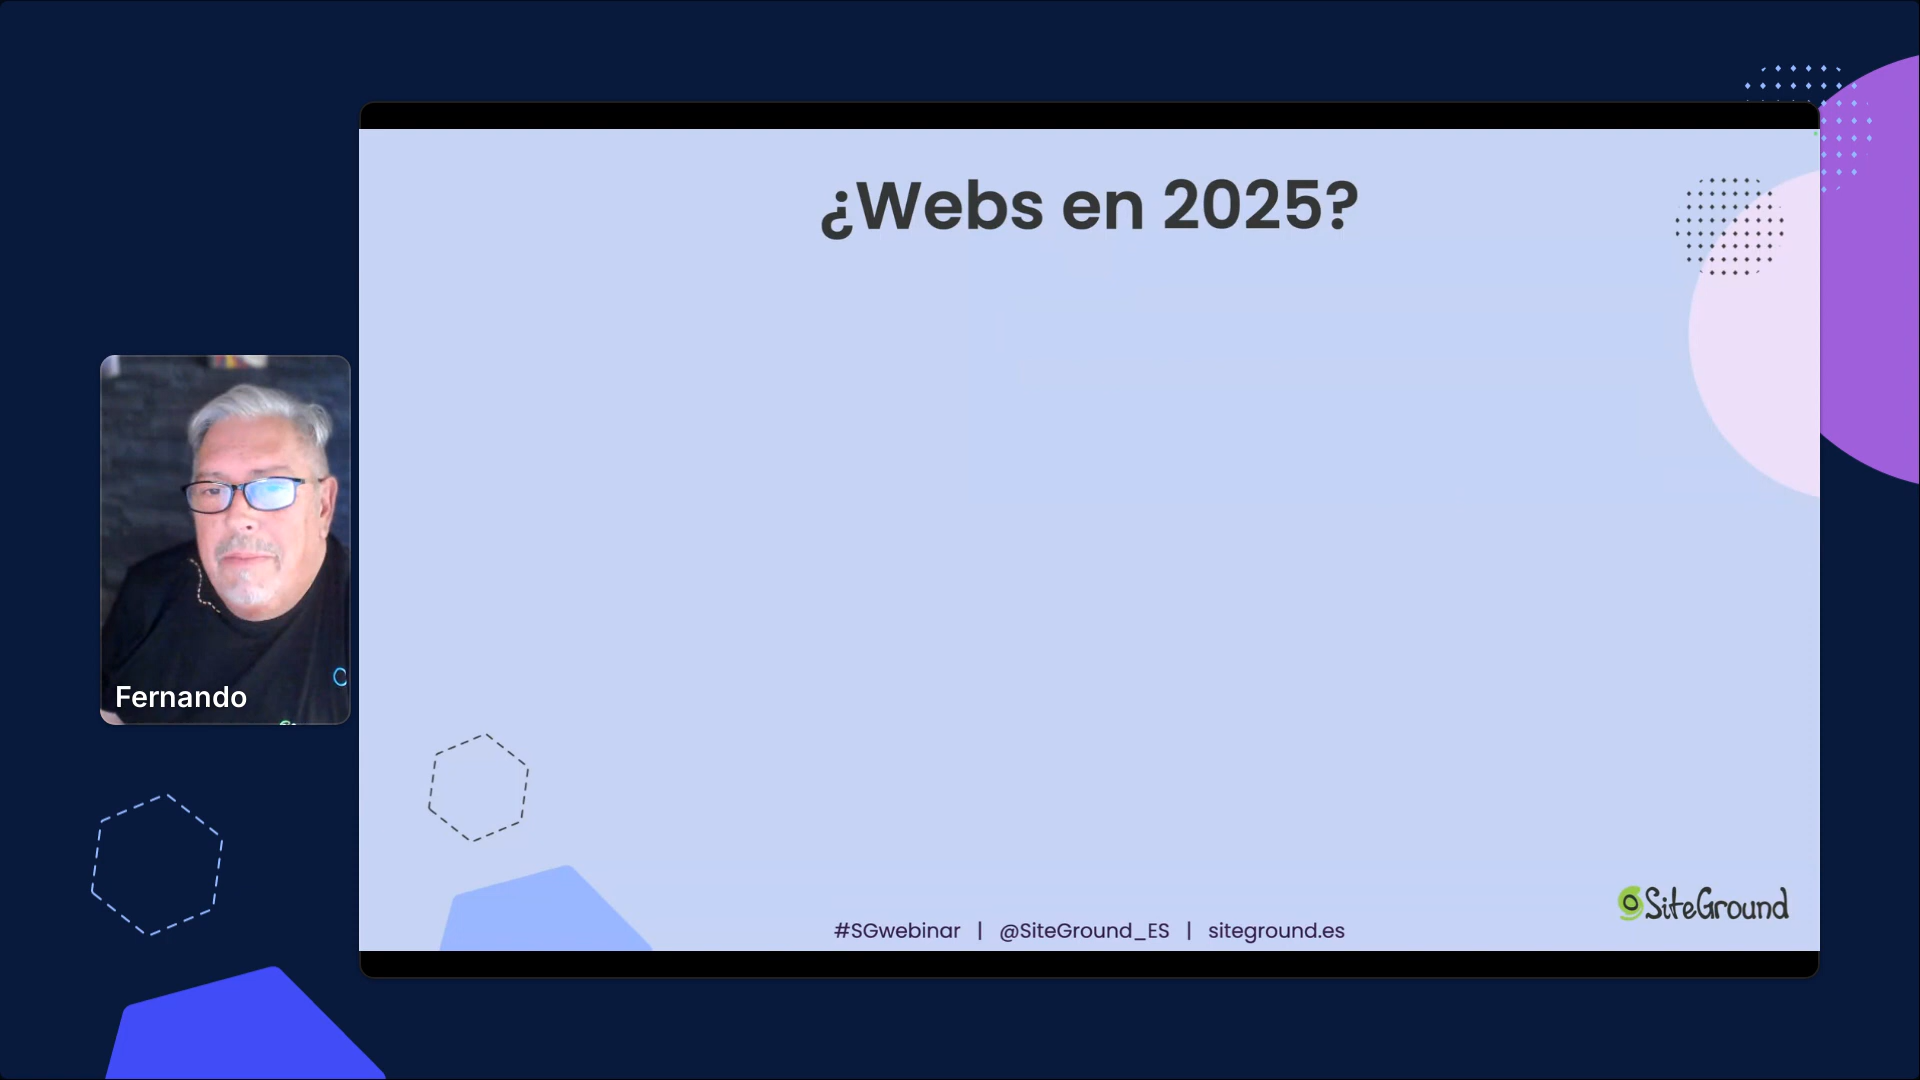 ¿Webs en 2025?
Fernando
SiteGround
#SGwebinar | @SiteGround_ES | siteground.es